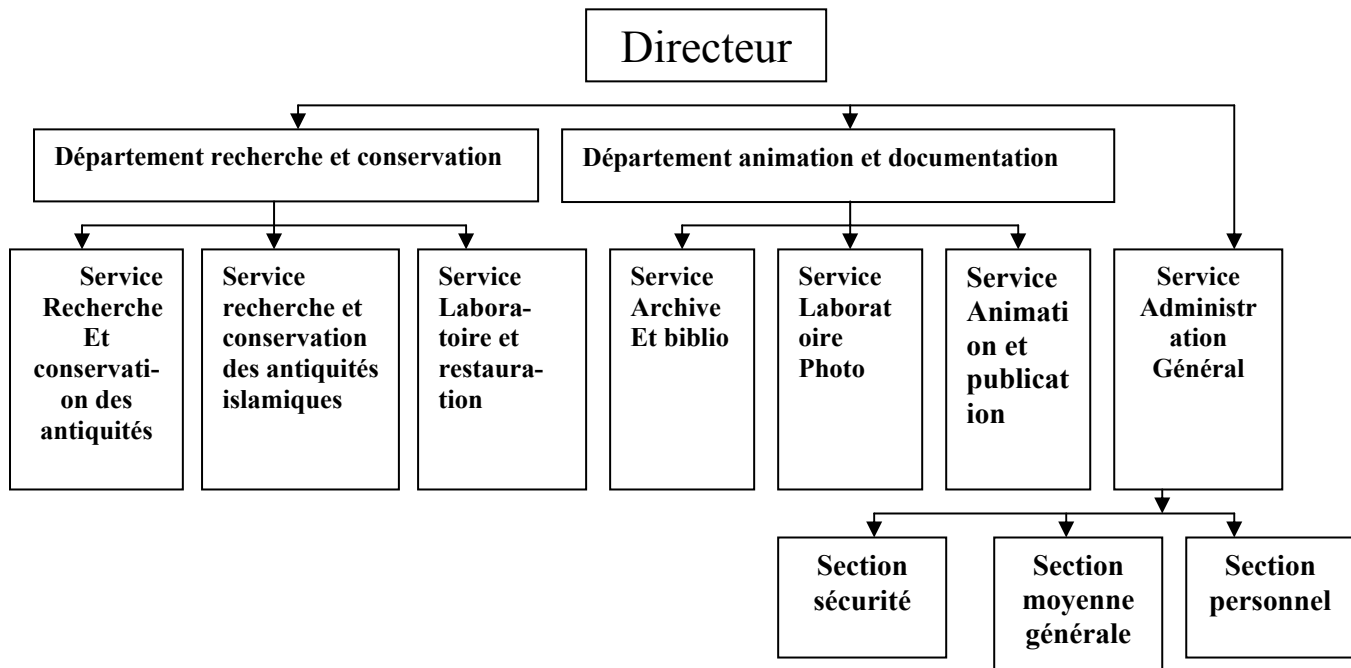 Directeur
Département recherche et conservation
Département animation et documentation
Service
Recherche
Et
conservati-
on des
antiquités
Service
recherche et
conservation
des antiquités
islamiques
Service
Labora-
toire et
restaura-
tion
Service
Archive
Et biblio
Service
Laborat
oire
Photo
Service
Animati
on et
publicat
ion
Service
Administr
ation
Général
Section
sécurité
Section
moyenne
générale
Section
personnel